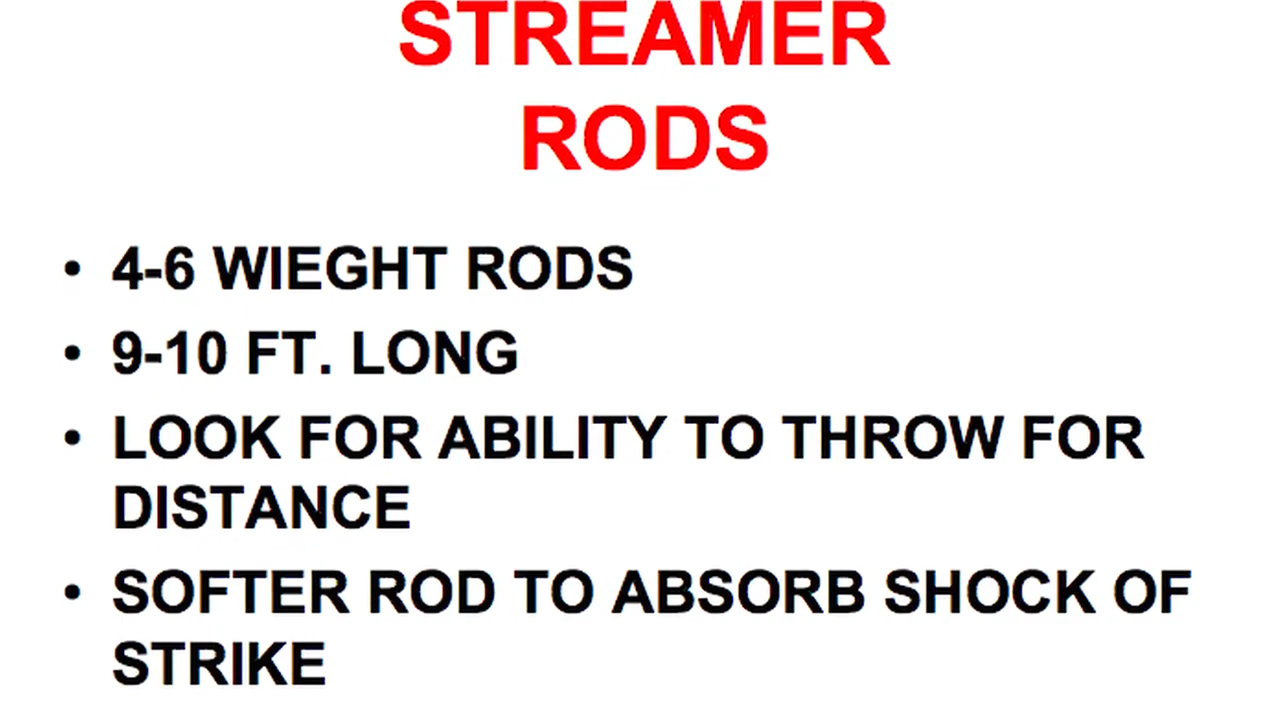 STREAMER
RODS
• 4-6 WIEGHT RODS
• 9-10 FT. LONG
• LOOK FOR ABILITY TO THROW FOR
DISTANCE
• SOFTER ROD TO ABSORB SHOCK OF
STRIKE